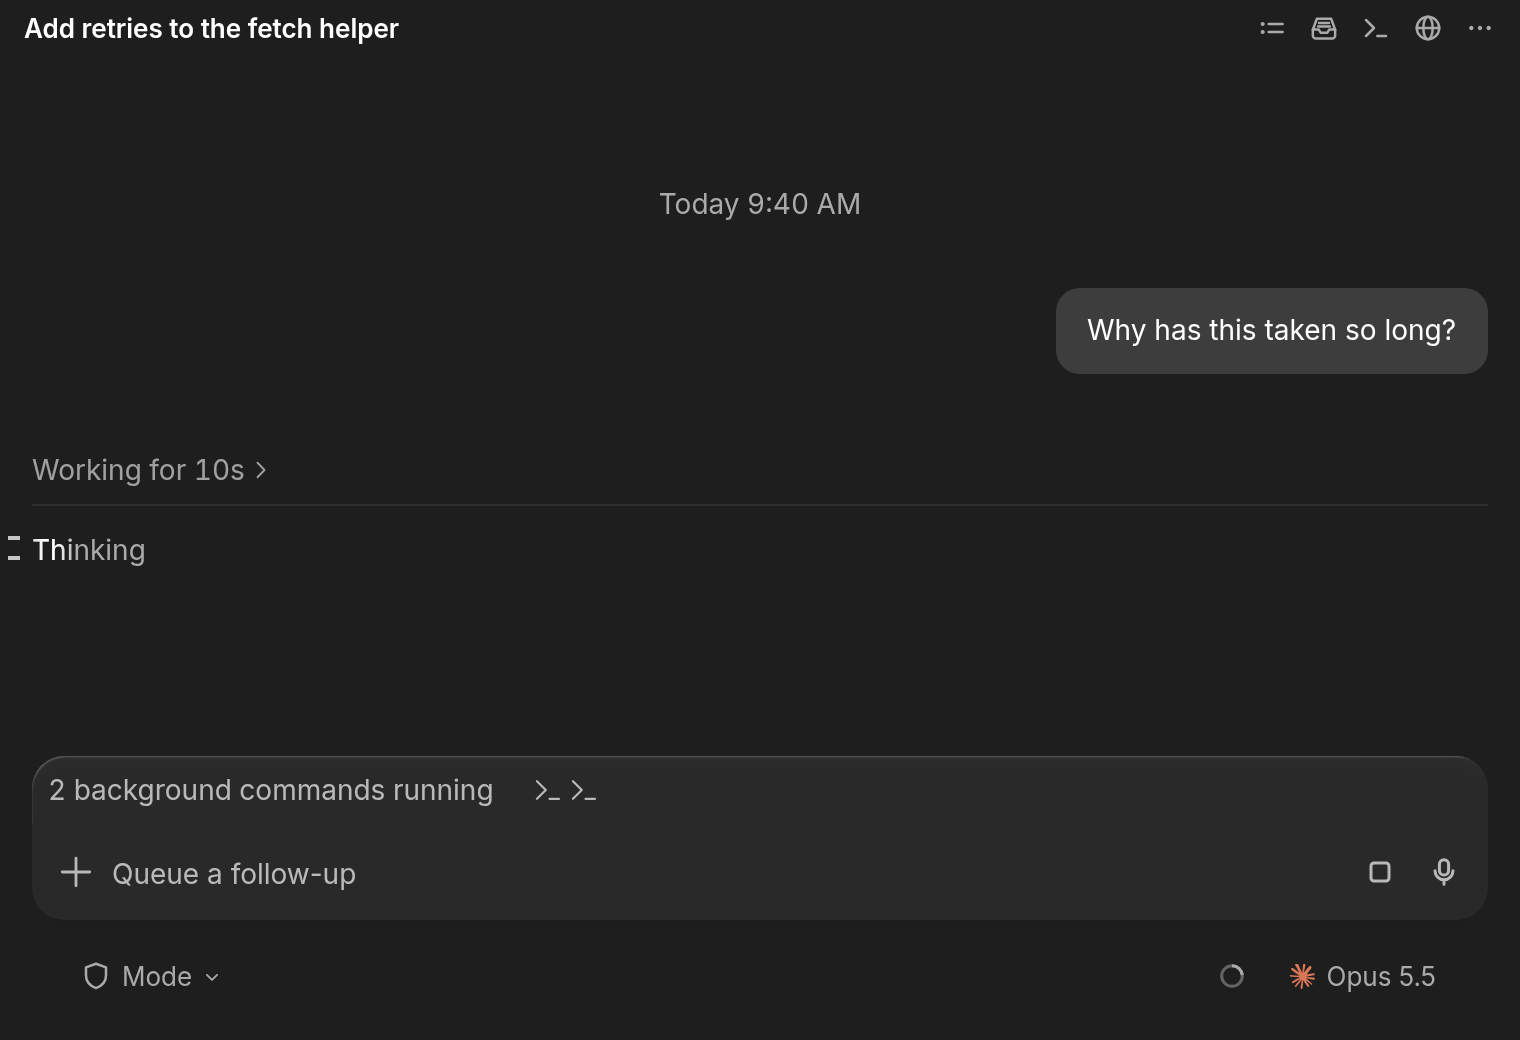 Add retries to the fetch helper
Today 9:40 AM
Why has this taken so long?
Working for 10s
Thinking
2 background commands running
Queue a follow-up
Mode
Opus 5.5